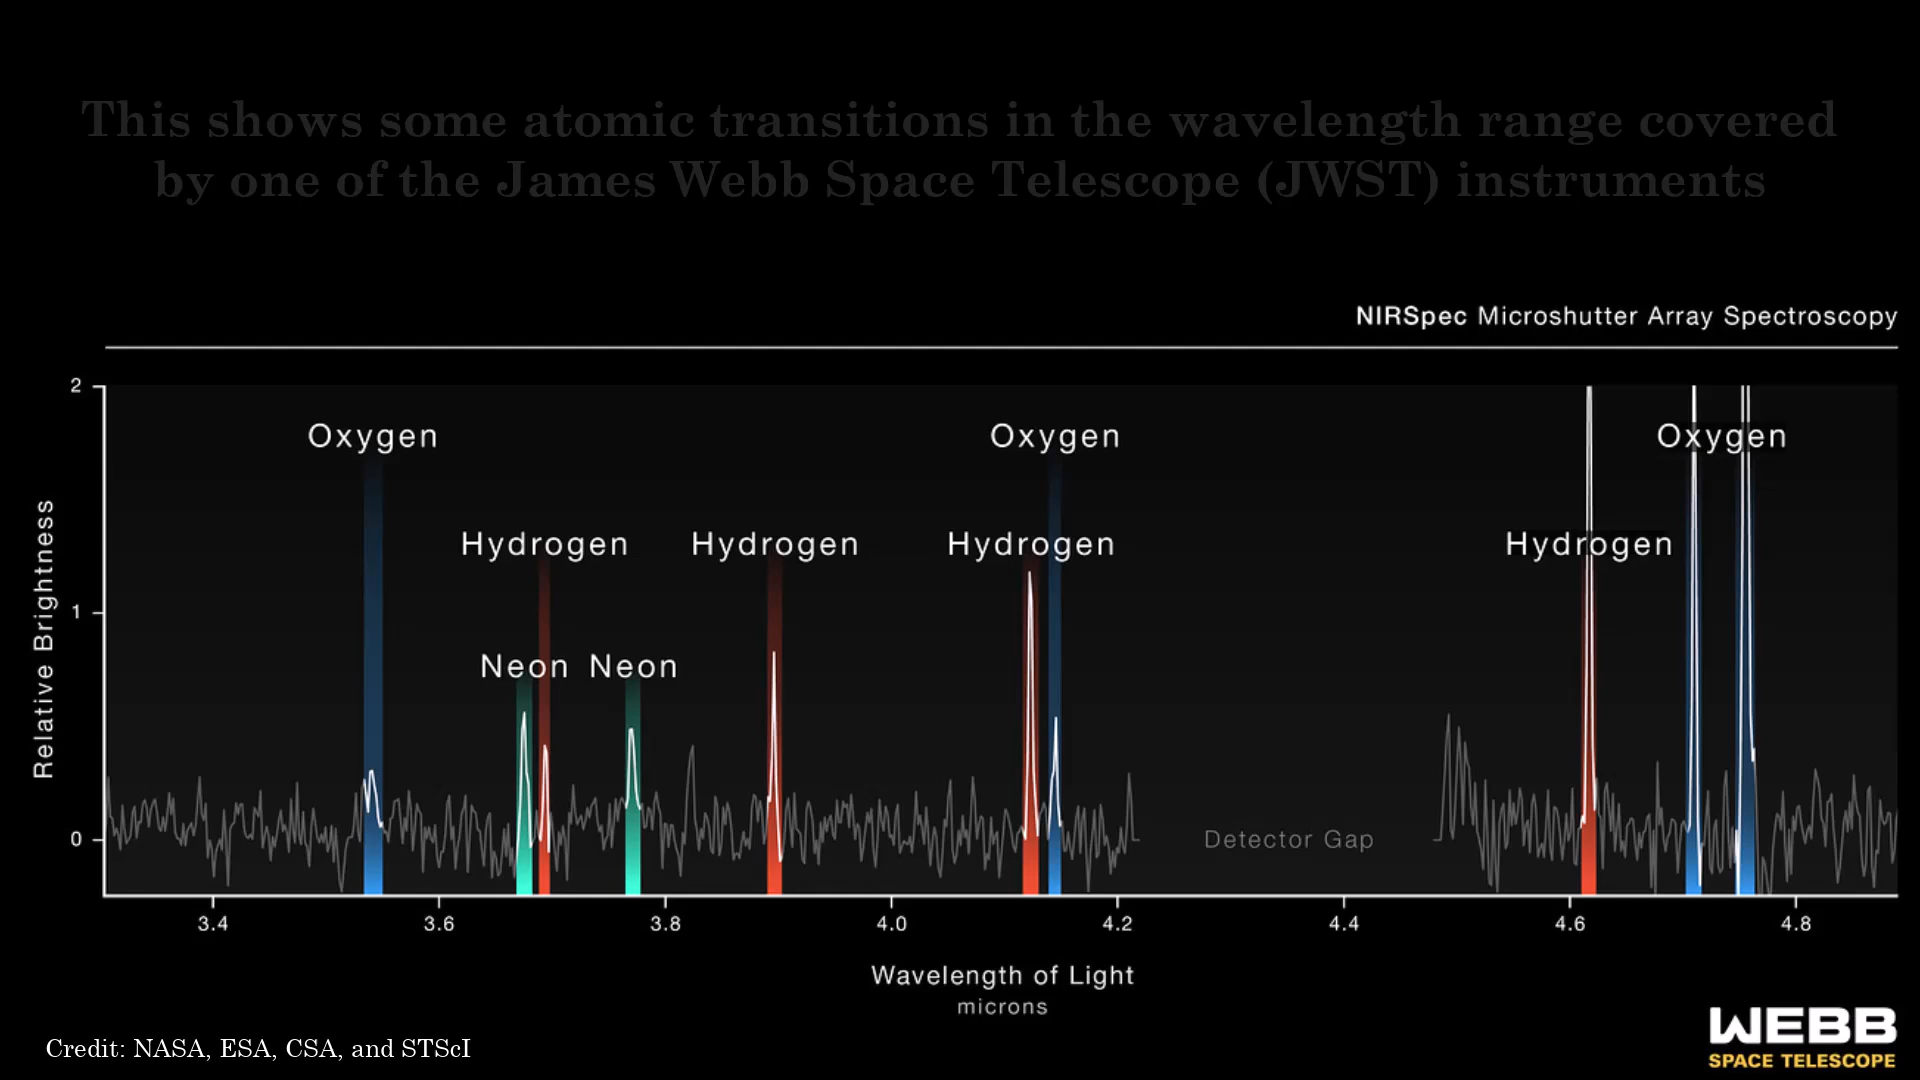 This shows some atomic transitions in the wavelength range covered
by one of the James Webb Space Telescope (JWST) instruments
NIRSpec Microshutter Array Spectroscopy
2
Oxygen Oxygen Oxygen
Hydrogen Hydrogen Hydrogen Hydrogen
Relative Brightness
1
Neon Neon
0
Detector Gap
3.4 3.6 3.8 4.0 4.2 4.4 4.6 4.8
Wavelength of Light
microns
WEBB
SPACE TELESCOPE
Credit: NASA, ESA, CSA, and STScI